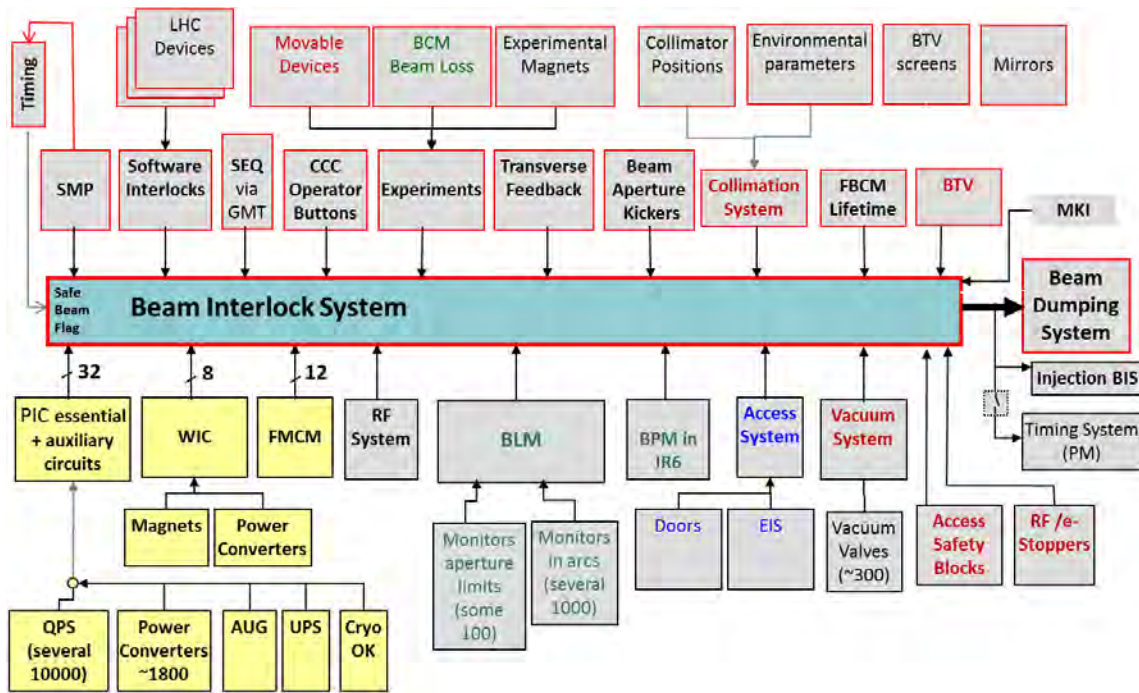 Timing
LHC
Devices
Movable
Devices
BCM
Beam Loss
Experimental
Magnets
Collimator
Positions
Environmental
parameters
BTV
screens
Mirrors
SMP
Software
Interlocks
SEQ
via
GMT
CCC
Operator
Buttons
Experiments
Transverse
Feedback
Beam
Aperture
Kickers
Collimation
System
FBCM
Lifetime
BTV
MKI
Safe
Beam
Flag
Beam Interlock System
Beam
Dumping
System
32
8
12
Injection BIS
Timing System
(PM)
PIC essential
+ auxiliary
circuits
WIC
FMCM
RF
System
BLM
BPM in
IR6
Access
System
Vacuum
System
Magnets
Power
Converters
Monitors
aperture
limits
(some
100)
Monitors
in arcs
(several
1000)
Doors
EIS
Vacuum
Valves
(~300)
Access
Safety
Blocks
RF /e-
Stoppers
QPS
(several
10000)
Power
Converters
~1800
AUG
UPS
Cryo
OK